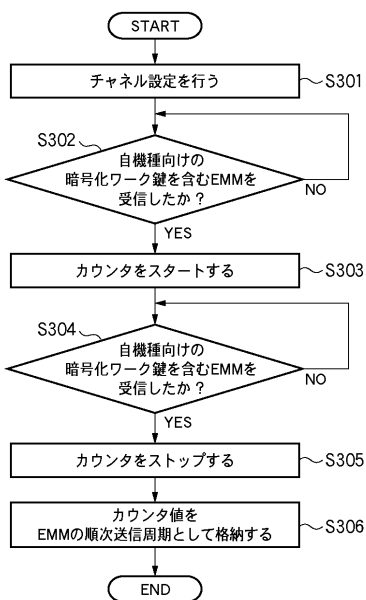 START
チャネル設定を行う
S301
S302
自機種向けの
暗号化ワーク鍵を含むEMMを
受信したか？
NO
YES
カウンタをスタートする
S303
S304
自機種向けの
暗号化ワーク鍵を含むEMMを
受信したか？
NO
YES
カウンタをストップする
S305
カウンタ値を
EMMの順次送信周期として格納する
S306
END